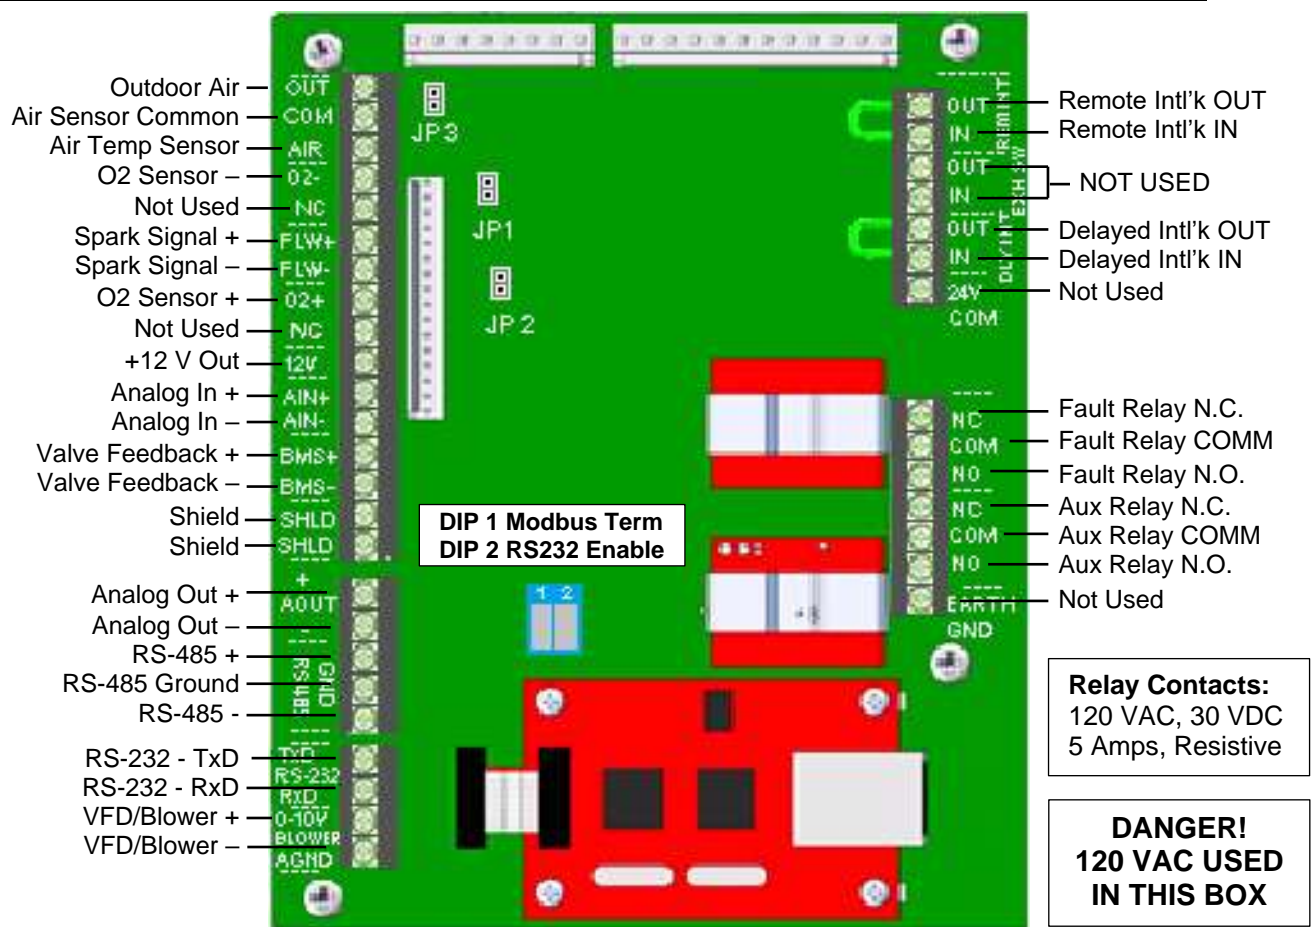 Outdoor Air
Air Sensor Common
Air Temp Sensor
O2 Sensor –
Not Used
Spark Signal +
Spark Signal –
O2 Sensor +
Not Used
+12 V Out
Analog In +
Analog In –
Valve Feedback +
Valve Feedback –
Shield
Shield
Analog Out +
Analog Out –
RS-485 +
RS-485 Ground
RS-485 -
RS-232 - TxD
RS-232 - RxD
VFD/Blower +
VFD/Blower –
OUT
COM
AIR
O2-
NC
FLW+
FLW-
O2+
NC
12V
AIN+
AIN-
BMS+
BMS-
SHLD
SHLD
+
AOUT
-
GND
RS485
TxD
RS-232
RxD
0-10V
BLOWER
AGND
JP3
JP1
JP 2
DIP 1 Modbus Term
DIP 2 RS232 Enable
1 2
OUT
IN
REMINT
OUT
IN
EXH SW
OUT
IN
DLYINT
24V
COM
NC
COM
NO
NC
COM
NO
EARTH
GND
Remote Intl’k OUT
Remote Intl’k IN
NOT USED
Delayed Intl’k OUT
Delayed Intl’k IN
Not Used
Fault Relay N.C.
Fault Relay COMM
Fault Relay N.O.
Aux Relay N.C.
Aux Relay COMM
Aux Relay N.O.
Not Used
Relay Contacts:
120 VAC, 30 VDC
5 Amps, Resistive
DANGER!
120 VAC USED
IN THIS BOX